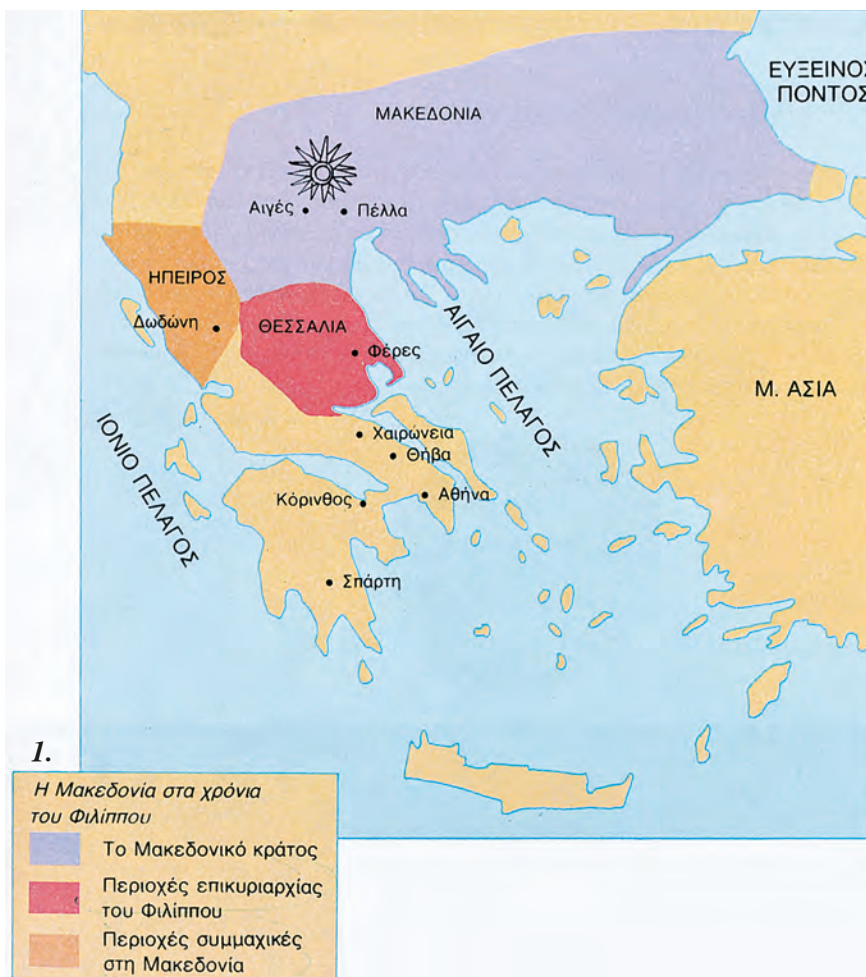 ΕΥΞΕΙΝΟΣ
ΠΟΝΤΟΣ
ΜΑΚΕΔΟΝΙΑ
Αιγές
Πέλλα
ΗΠΕΙΡΟΣ
Δωδώνη
ΘΕΣΣΑΛΙΑ
Φέρες
ΑΙΓΑΙΟ ΠΕΛΑΓΟΣ
Μ. ΑΣΙΑ
ΙΟΝΙΟ ΠΕΛΑΓΟΣ
Χαιρώνεια
Θήβα
Κόρινθος
Αθήνα
Σπάρτη
1.
Η Μακεδονία στα χρόνια
του Φιλίππου
Το Μακεδονικό κράτος
Περιοχές επικυριαρχίας
του Φιλίππου
Περιοχές συμμαχικές
στη Μακεδονία